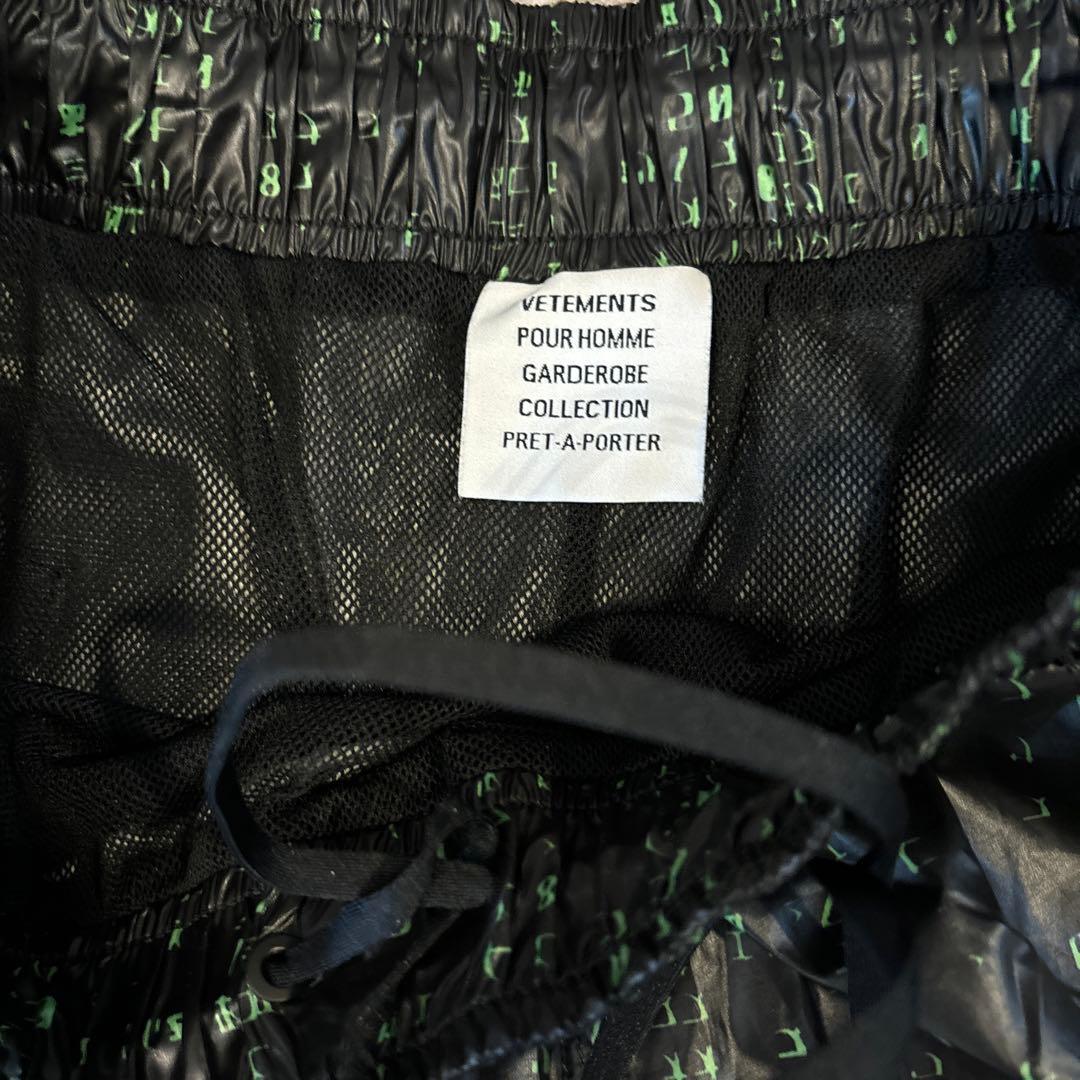 VETEMENTS
POUR HOMME
GARDEROBE
COLLECTION
PRET-A-PORTER